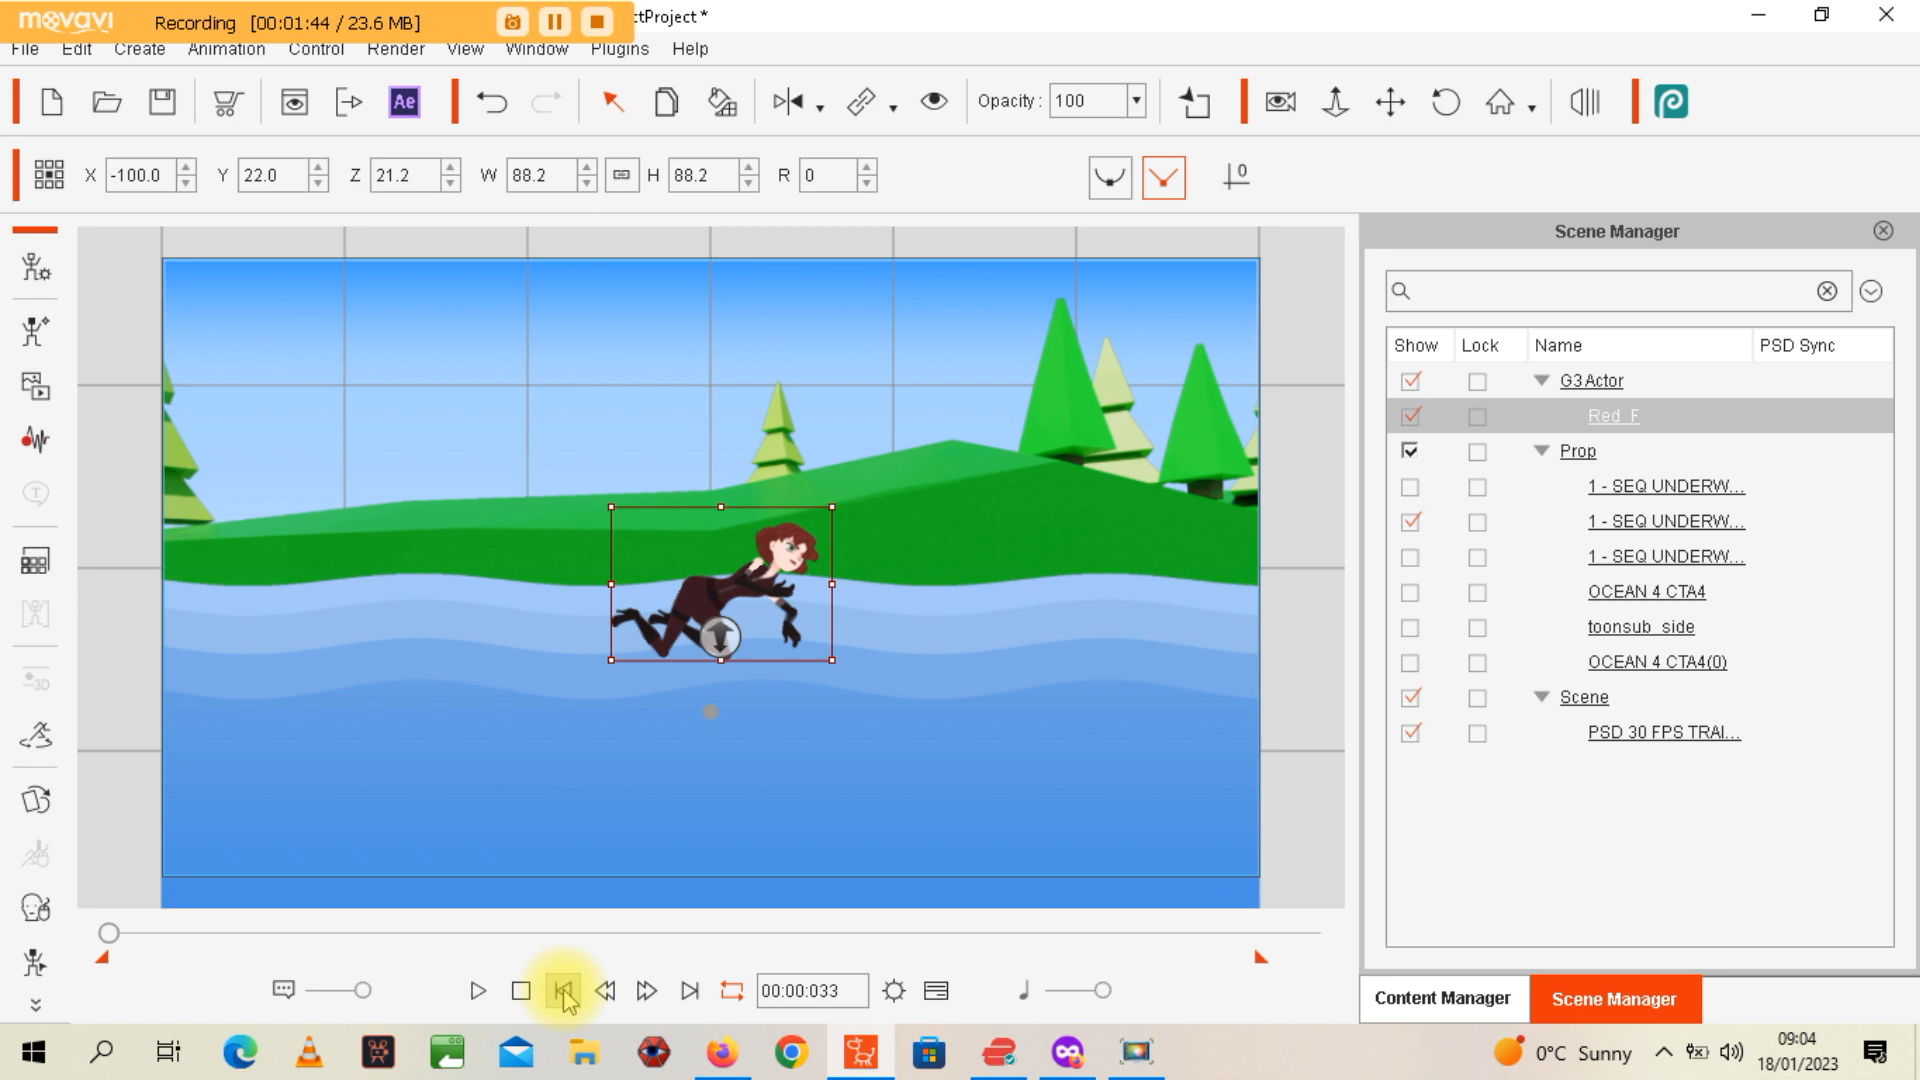 movavi Recording [00:01:44 / 23.6 MB] ctProject *
File Edit Create Animation Control Render View Window Plugins Help
Ae Opacity : 100
X -100.0 Y 22.0 Z 21.2 W 88.2 H 88.2 R 0 0
Scene Manager
Show Lock Name PSD Sync
G3 Actor
Red_F
Prop
1 - SEQ UNDERW...
1 - SEQ UNDERW...
1 - SEQ UNDERW...
OCEAN 4 CTA4
toonsub_side
OCEAN 4 CTA4(0)
Scene
PSD 30 FPS TRAI...
3D
00:00:033
Content Manager Scene Manager
0°C Sunny 09:04
18/01/2023